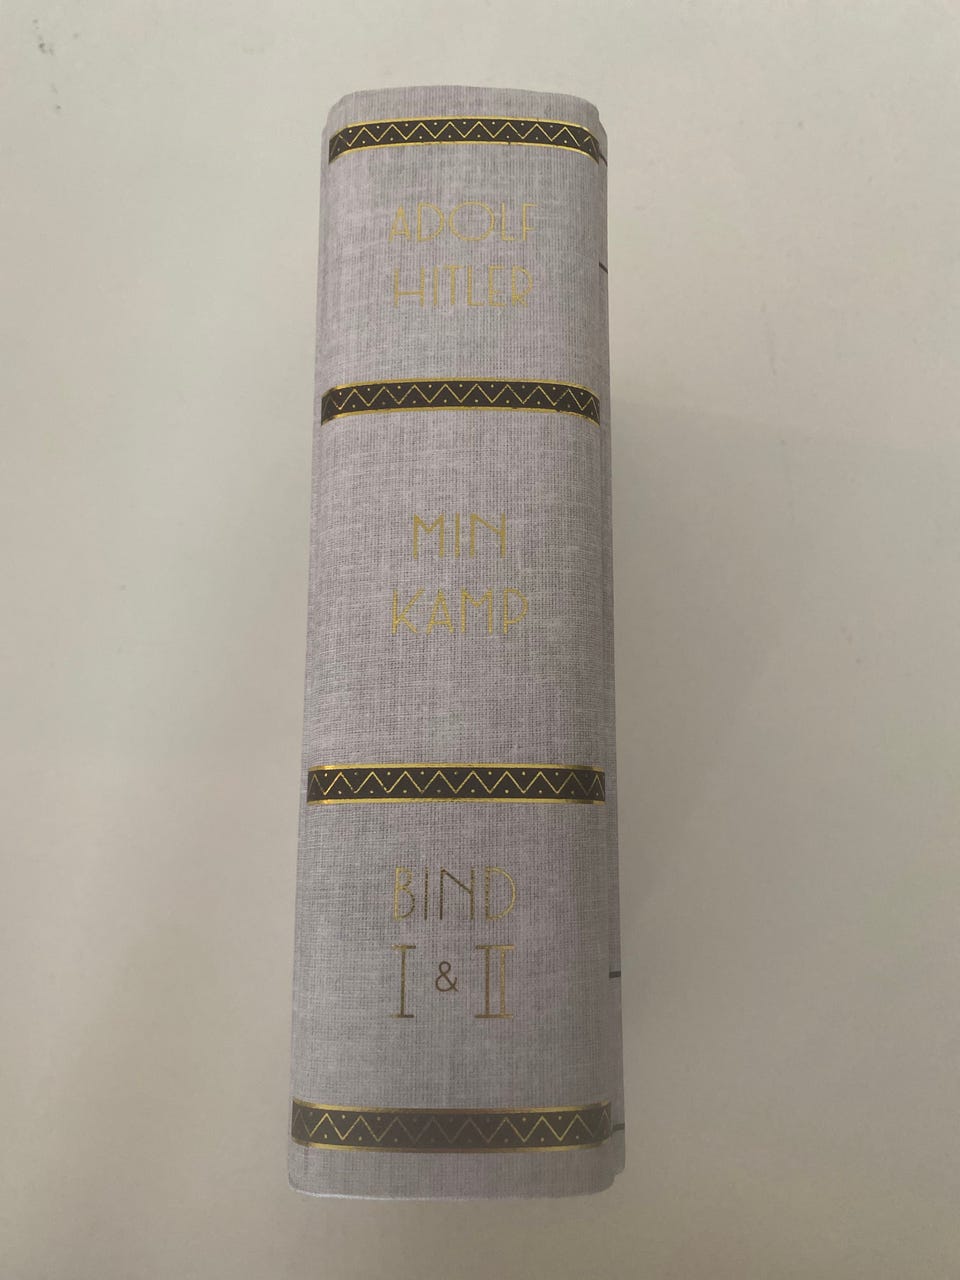 ADOLF
HITLER
MIN
KAMP
BIND
I & II